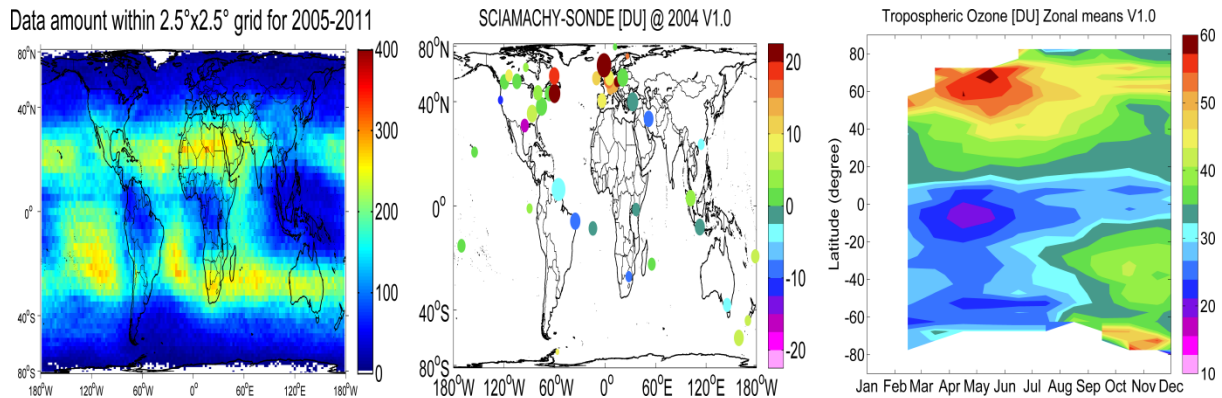 Data amount within 2.5°x2.5° grid for 2005-2011
80°N
40°N
0°
40°S
80°S
180°W 120°W 60°W 0° 60°E 120°E 180°W
400
350
300
250
200
150
100
50
0
SCIAMACHY-SONDE [DU] @ 2004 V1.0
80°N
40°N
0°
40°S
80°S
180°W 120°W 60°W 0° 60°E 120°E 180°W
20
10
0
-10
-20
Tropospheric Ozone [DU] Zonal means V1.0
Latitude (degree)
80
60
40
20
0
-20
-40
-60
-80
Jan Feb Mar Apr May Jun Jul Aug Sep Oct Nov Dec
60
50
40
30
20
10